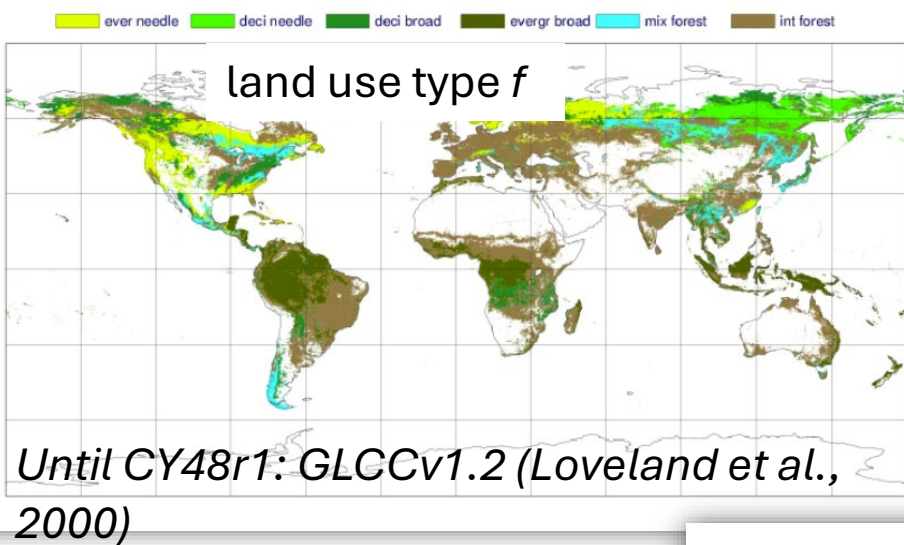 ever needle deci needle deci broad evergr broad mix forest int forest
land use type f
Until CY48r1: GLCCv1.2 (Loveland et al.,
2000)